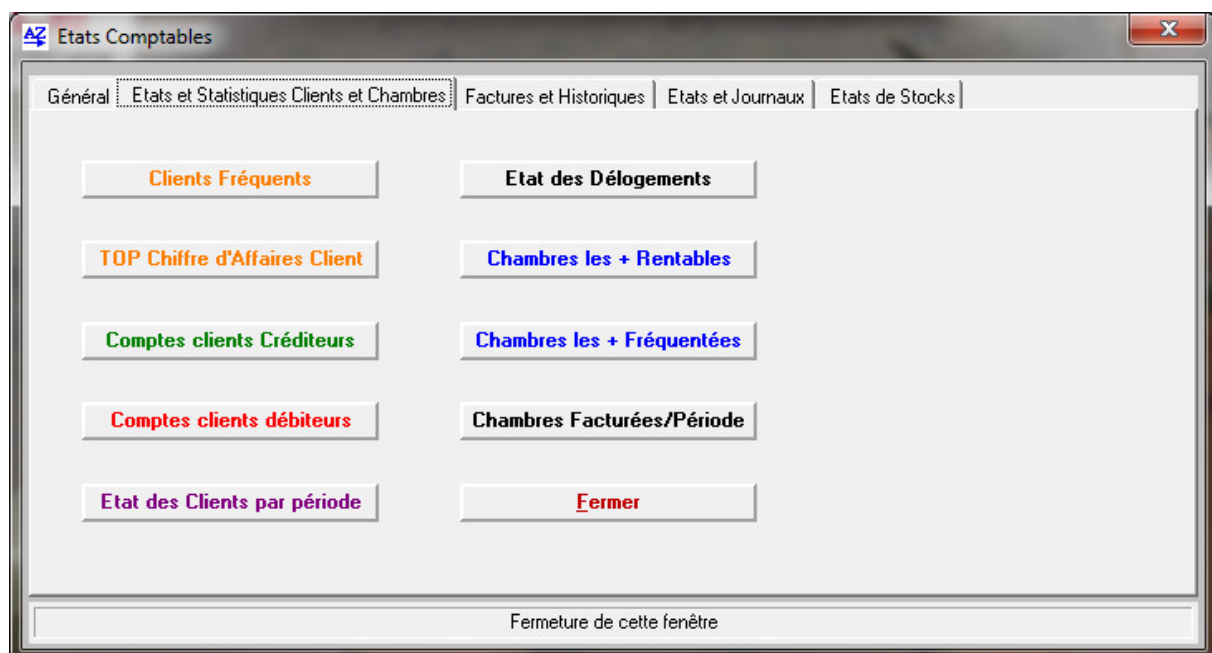 AZ Etats Comptables X
Général Etats et Statistiques Clients et Chambres Factures et Historiques Etats et Journaux Etats de Stocks
Clients Fréquents Etat des Délogements
TOP Chiffre d'Affaires Client Chambres les + Rentables
Comptes clients Créditeurs Chambres les + Fréquentées
Comptes clients débiteurs Chambres Facturées/Période
Etat des Clients par période Fermer
Fermeture de cette fenêtre